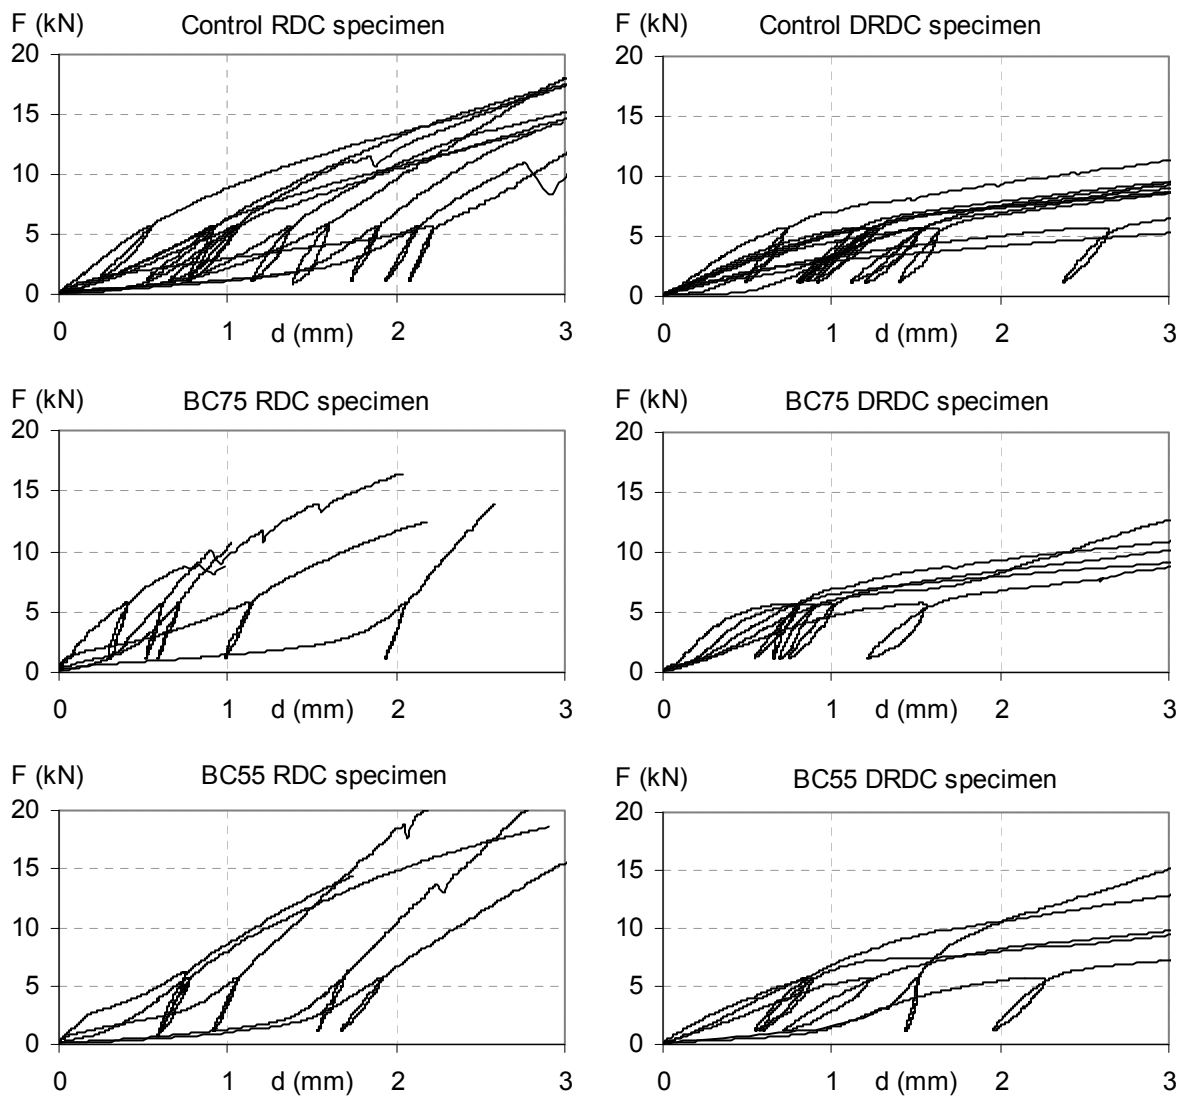 F (kN) Control RDC specimen
20
15
10
5
0
0 1 d (mm) 2 3
F (kN) Control DRDC specimen
20
15
10
5
0
0 1 d (mm) 2 3
F (kN) BC75 RDC specimen
20
15
10
5
0
0 1 d (mm) 2 3
F (kN) BC75 DRDC specimen
20
15
10
5
0
0 1 d (mm) 2 3
F (kN) BC55 RDC specimen
20
15
10
5
0
0 1 d (mm) 2 3
F (kN) BC55 DRDC specimen
20
15
10
5
0
0 1 d (mm) 2 3